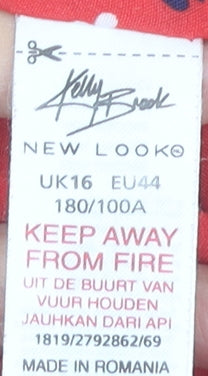 Kelly Brook
NEW LOOK
UK16 EU44
180/100A
KEEP AWAY
FROM FIRE
UIT DE BUURT VAN
VUUR HOUDEN
JAUHKAN DARI API
1819/2792862/69
MADE IN ROMANIA